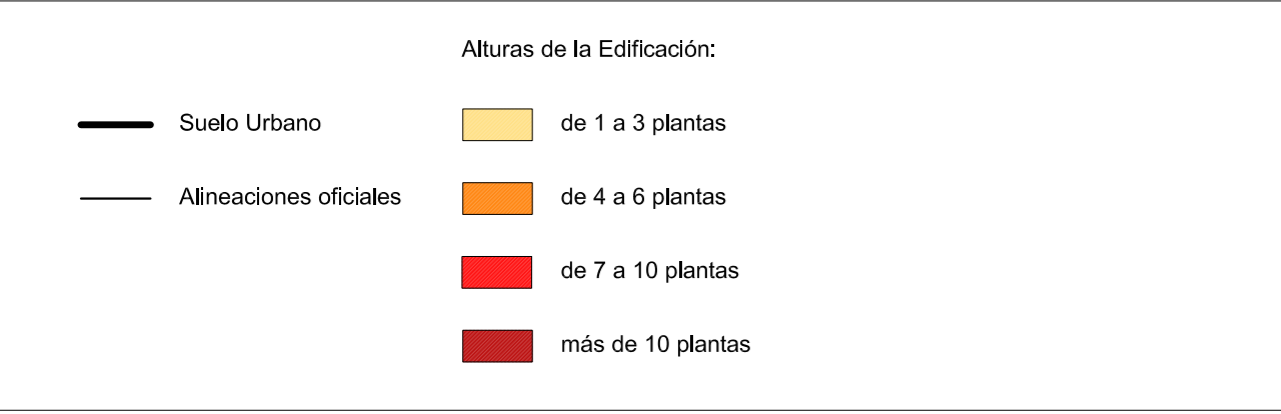 Alturas de la Edificación:
Suelo Urbano
de 1 a 3 plantas
Alineaciones oficiales
de 4 a 6 plantas
de 7 a 10 plantas
más de 10 plantas